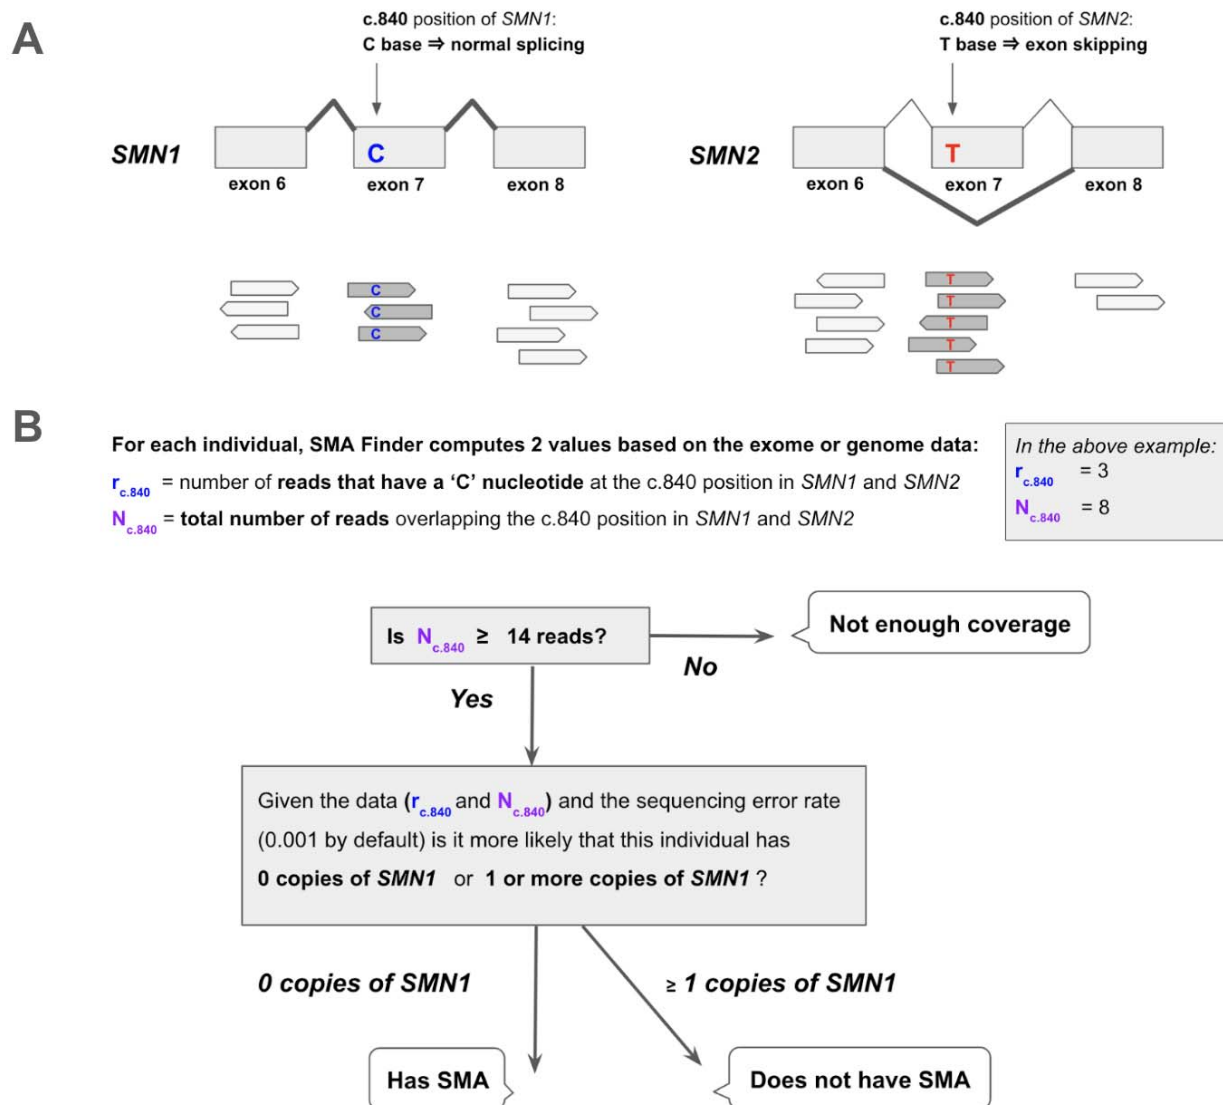 A
c.840 position of SMN1:
C base ⇒ normal splicing
c.840 position of SMN2:
T base ⇒ exon skipping
SMN1
C
exon 6
exon 7
exon 8
SMN2
T
exon 6
exon 7
exon 8
C
C
C
T
T
T
T
T
B
For each individual, SMA Finder computes 2 values based on the exome or genome data:
r c.840 = number of reads that have a ‘C’ nucleotide at the c.840 position in SMN1 and SMN2
N c.840 = total number of reads overlapping the c.840 position in SMN1 and SMN2
In the above example:
r c.840 = 3
N c.840 = 8
Is N c.840 ≥ 14 reads?
No
Not enough coverage
Yes
Given the data (r c.840 and N c.840) and the sequencing error rate
(0.001 by default) is it more likely that this individual has
0 copies of SMN1 or 1 or more copies of SMN1 ?
0 copies of SMN1
≥ 1 copies of SMN1
Has SMA
Does not have SMA